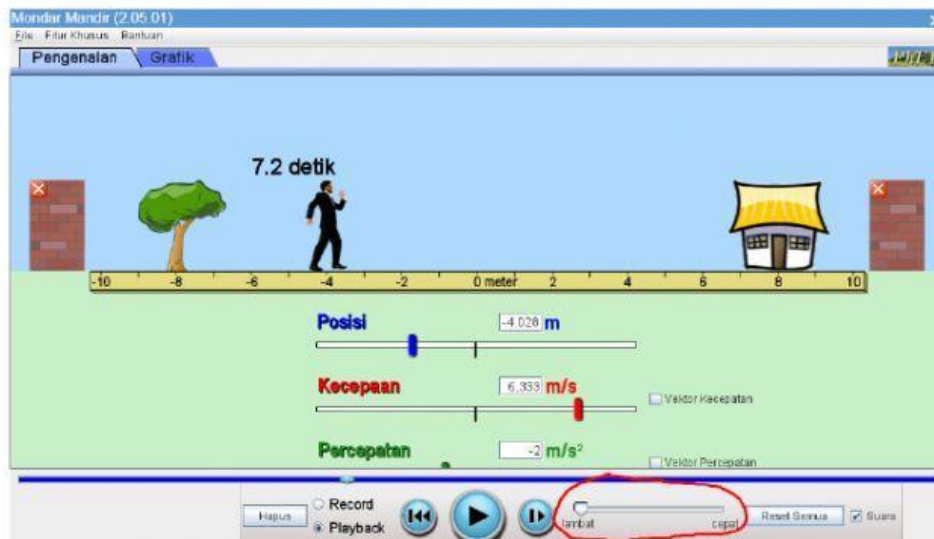 Mondar Mandir (2.05.01)
File Fitur Khusus Bantuan
Pengenalan Grafik
7.2 detik
-10 -8 -6 -4 -2 0 meter 2 4 6 8 10
Posisi -4.028 m
Kecepaan 6.333 m/s
Vektor Kecepatan
Percepatan -2 m/s²
Vektor Percepatan
Hapus
Record
Playback
lambat cepat
Reset Semua
Suara